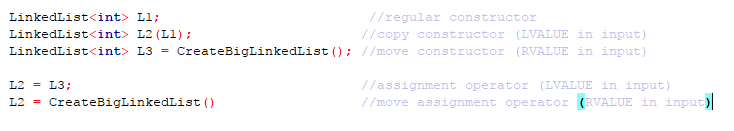 LinkedList<int> L1; //regular constructor
LinkedList<int> L2(L1); //copy constructor (LVALUE in input)
LinkedList<int> L3 = CreateBigLinkedList(); //move constructor (RVALUE in input)
L2 = L3; //assignment operator (LVALUE in input)
L2 = CreateBigLinkedList() //move assignment operator (RVALUE in input)